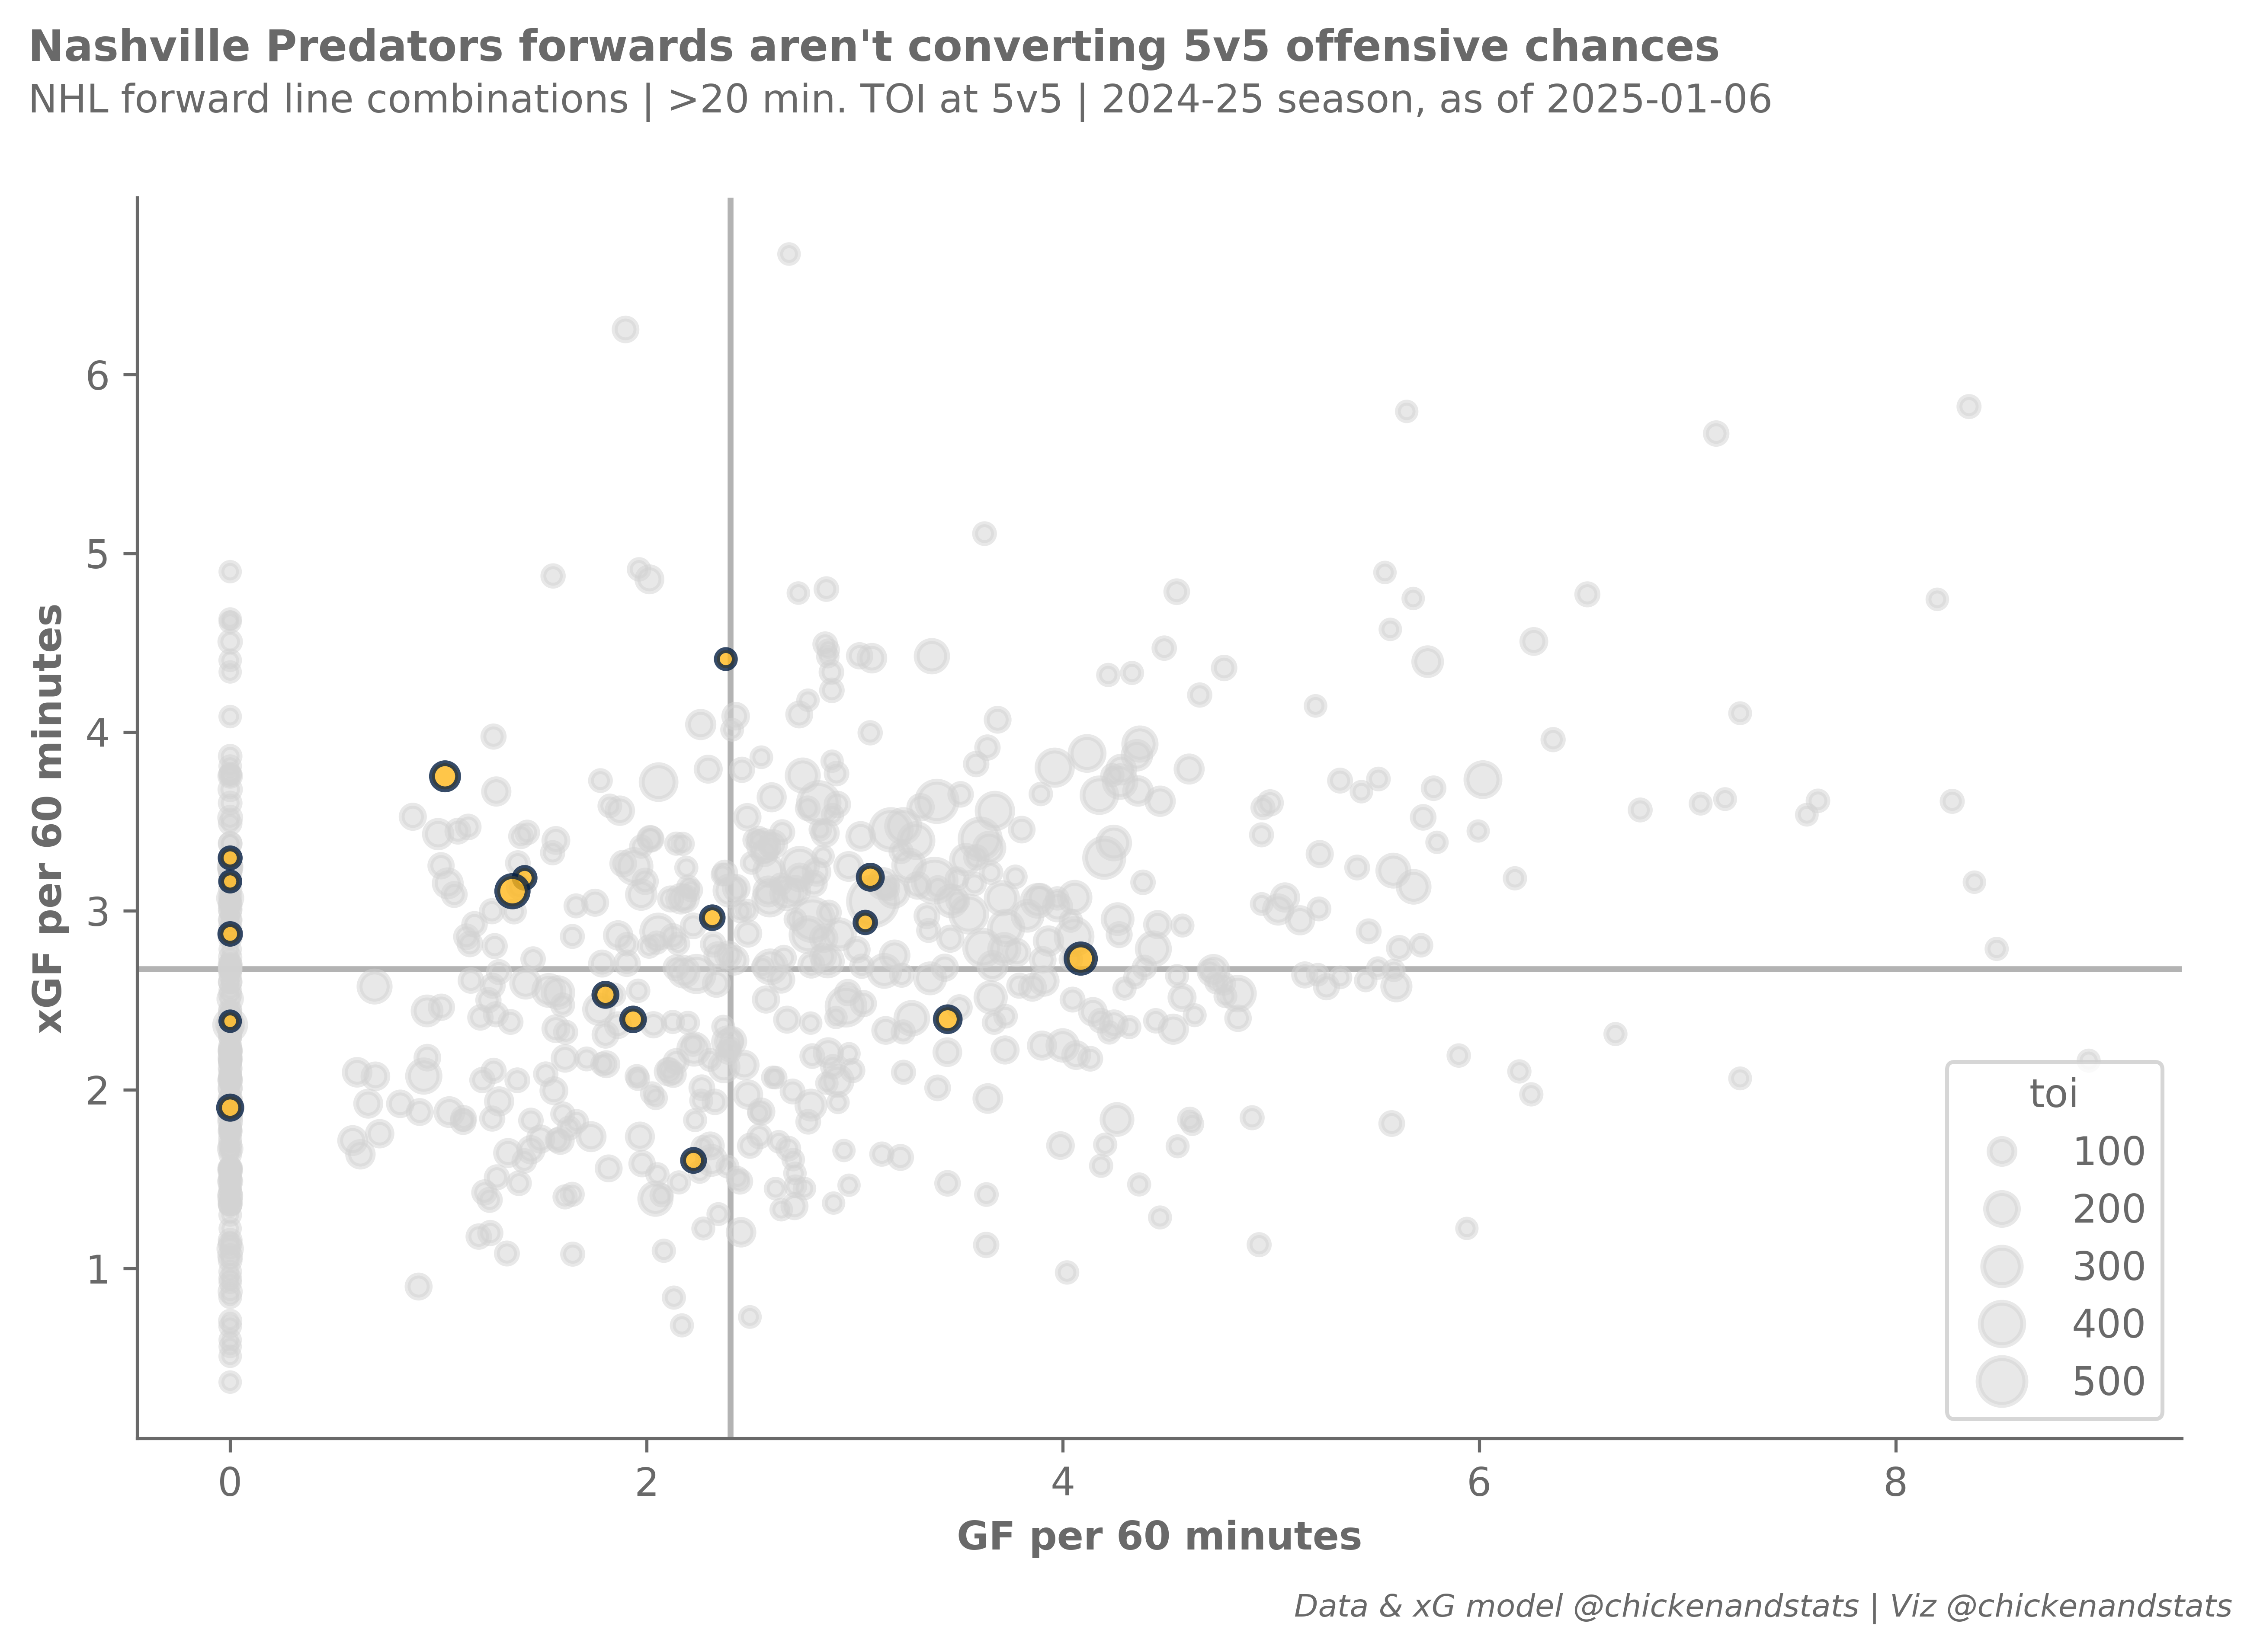 Nashville Predators forwards aren't converting 5v5 offensive chances
NHL forward line combinations | >20 min. TOI at 5v5 | 2024-25 season, as of 2025-01-06
xGF per 60 minutes
6
5
4
3
2
1
toi
100
200
300
400
500
0
2
4
6
8
GF per 60 minutes
Data & xG model @chickenandstats | Viz @chickenandstats